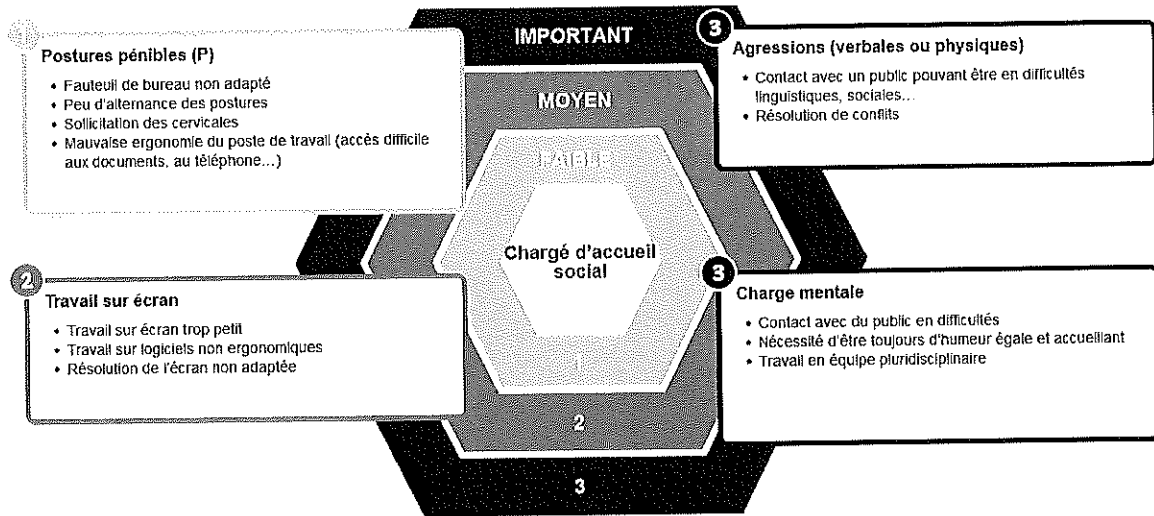 1
Postures pénibles (P)
• Fauteuil de bureau non adapté
• Peu d'alternance des postures
• Sollicitation des cervicales
• Mauvaise ergonomie du poste de travail (accès difficile
aux documents, au téléphone…)
IMPORTANT
MOYEN
FAIBLE
3
Agressions (verbales ou physiques)
• Contact avec un public pouvant être en difficultés
linguistiques, sociales…
• Résolution de conflits
Chargé d'accueil
social
2
Travail sur écran
• Travail sur écran trop petit
• Travail sur logiciels non ergonomiques
• Résolution de l'écran non adaptée
3
Charge mentale
• Contact avec du public en difficultés
• Nécessité d'être toujours d'humeur égale et accueillant
• Travail en équipe pluridisciplinaire
1
2
3